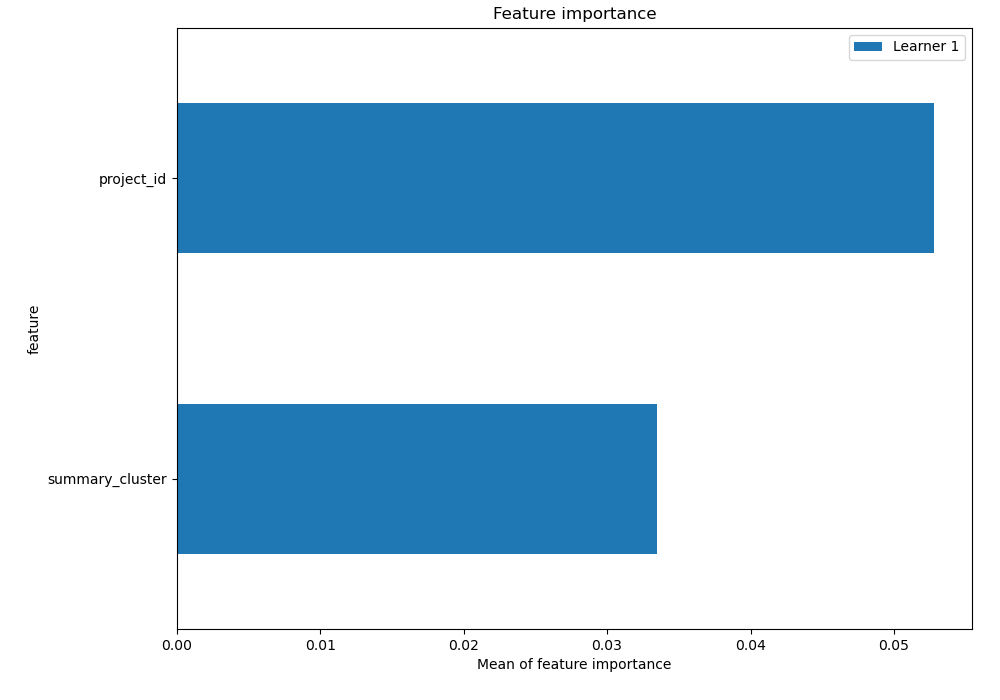 Feature importance
Learner 1
project_id
feature
summary_cluster
0.00 0.01 0.02 0.03 0.04 0.05
Mean of feature importance